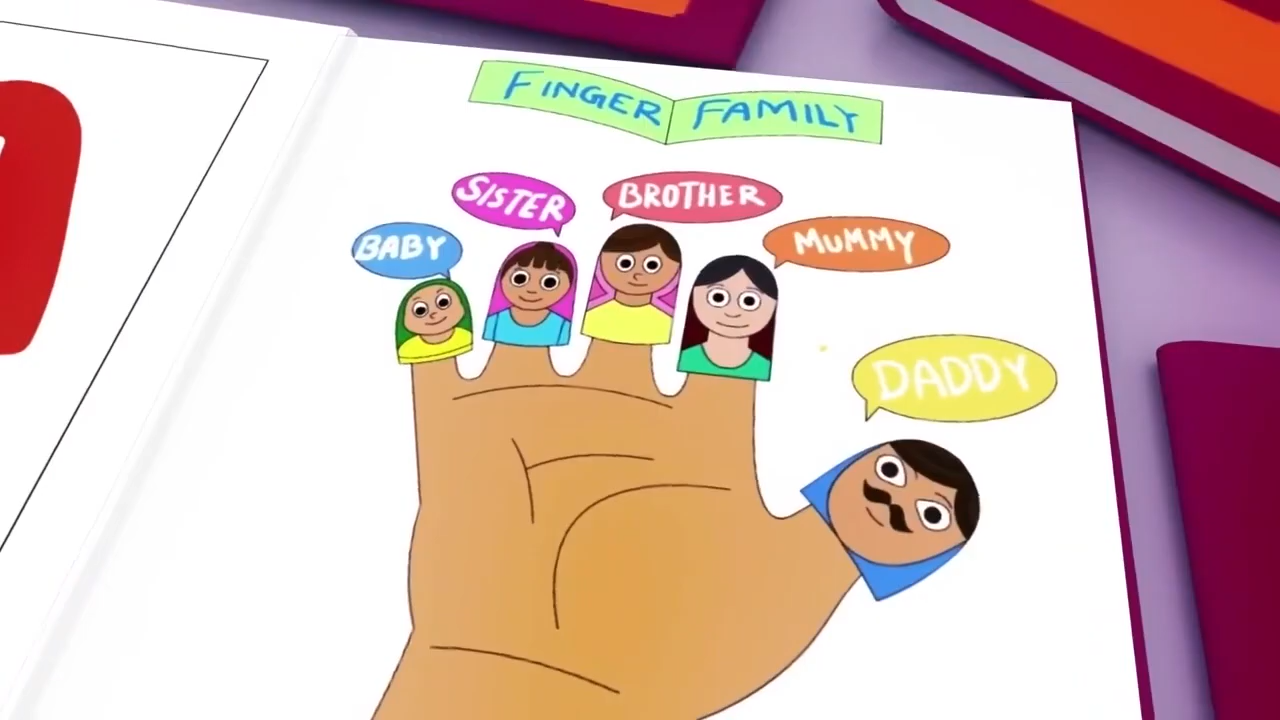 FINGER FAMILY
SISTER
BROTHER
BABY
MUMMY
DADDY